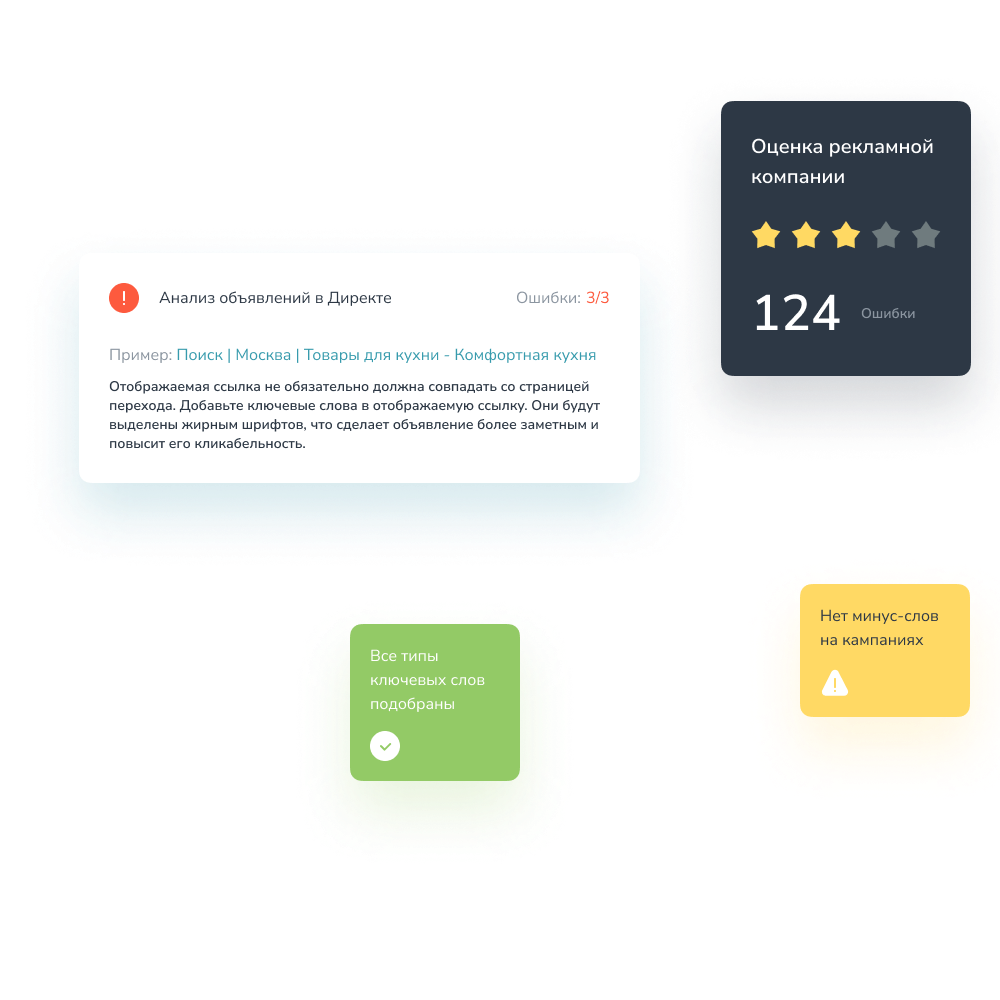 Оценка рекламной
компании
124 Ошибки
! Анализ объявлений в Директе Ошибки: 3/3
Пример: Поиск | Москва | Товары для кухни - Комфортная кухня
Отображаемая ссылка не обязательно должна совпадать со страницей
перехода. Добавьте ключевые слова в отображаемую ссылку. Они будут
выделены жирным шрифтов, что сделает объявление более заметным и
повысит его кликабельность.
Нет минус-слов
на кампаниях
!
Все типы
ключевых слов
подобраны